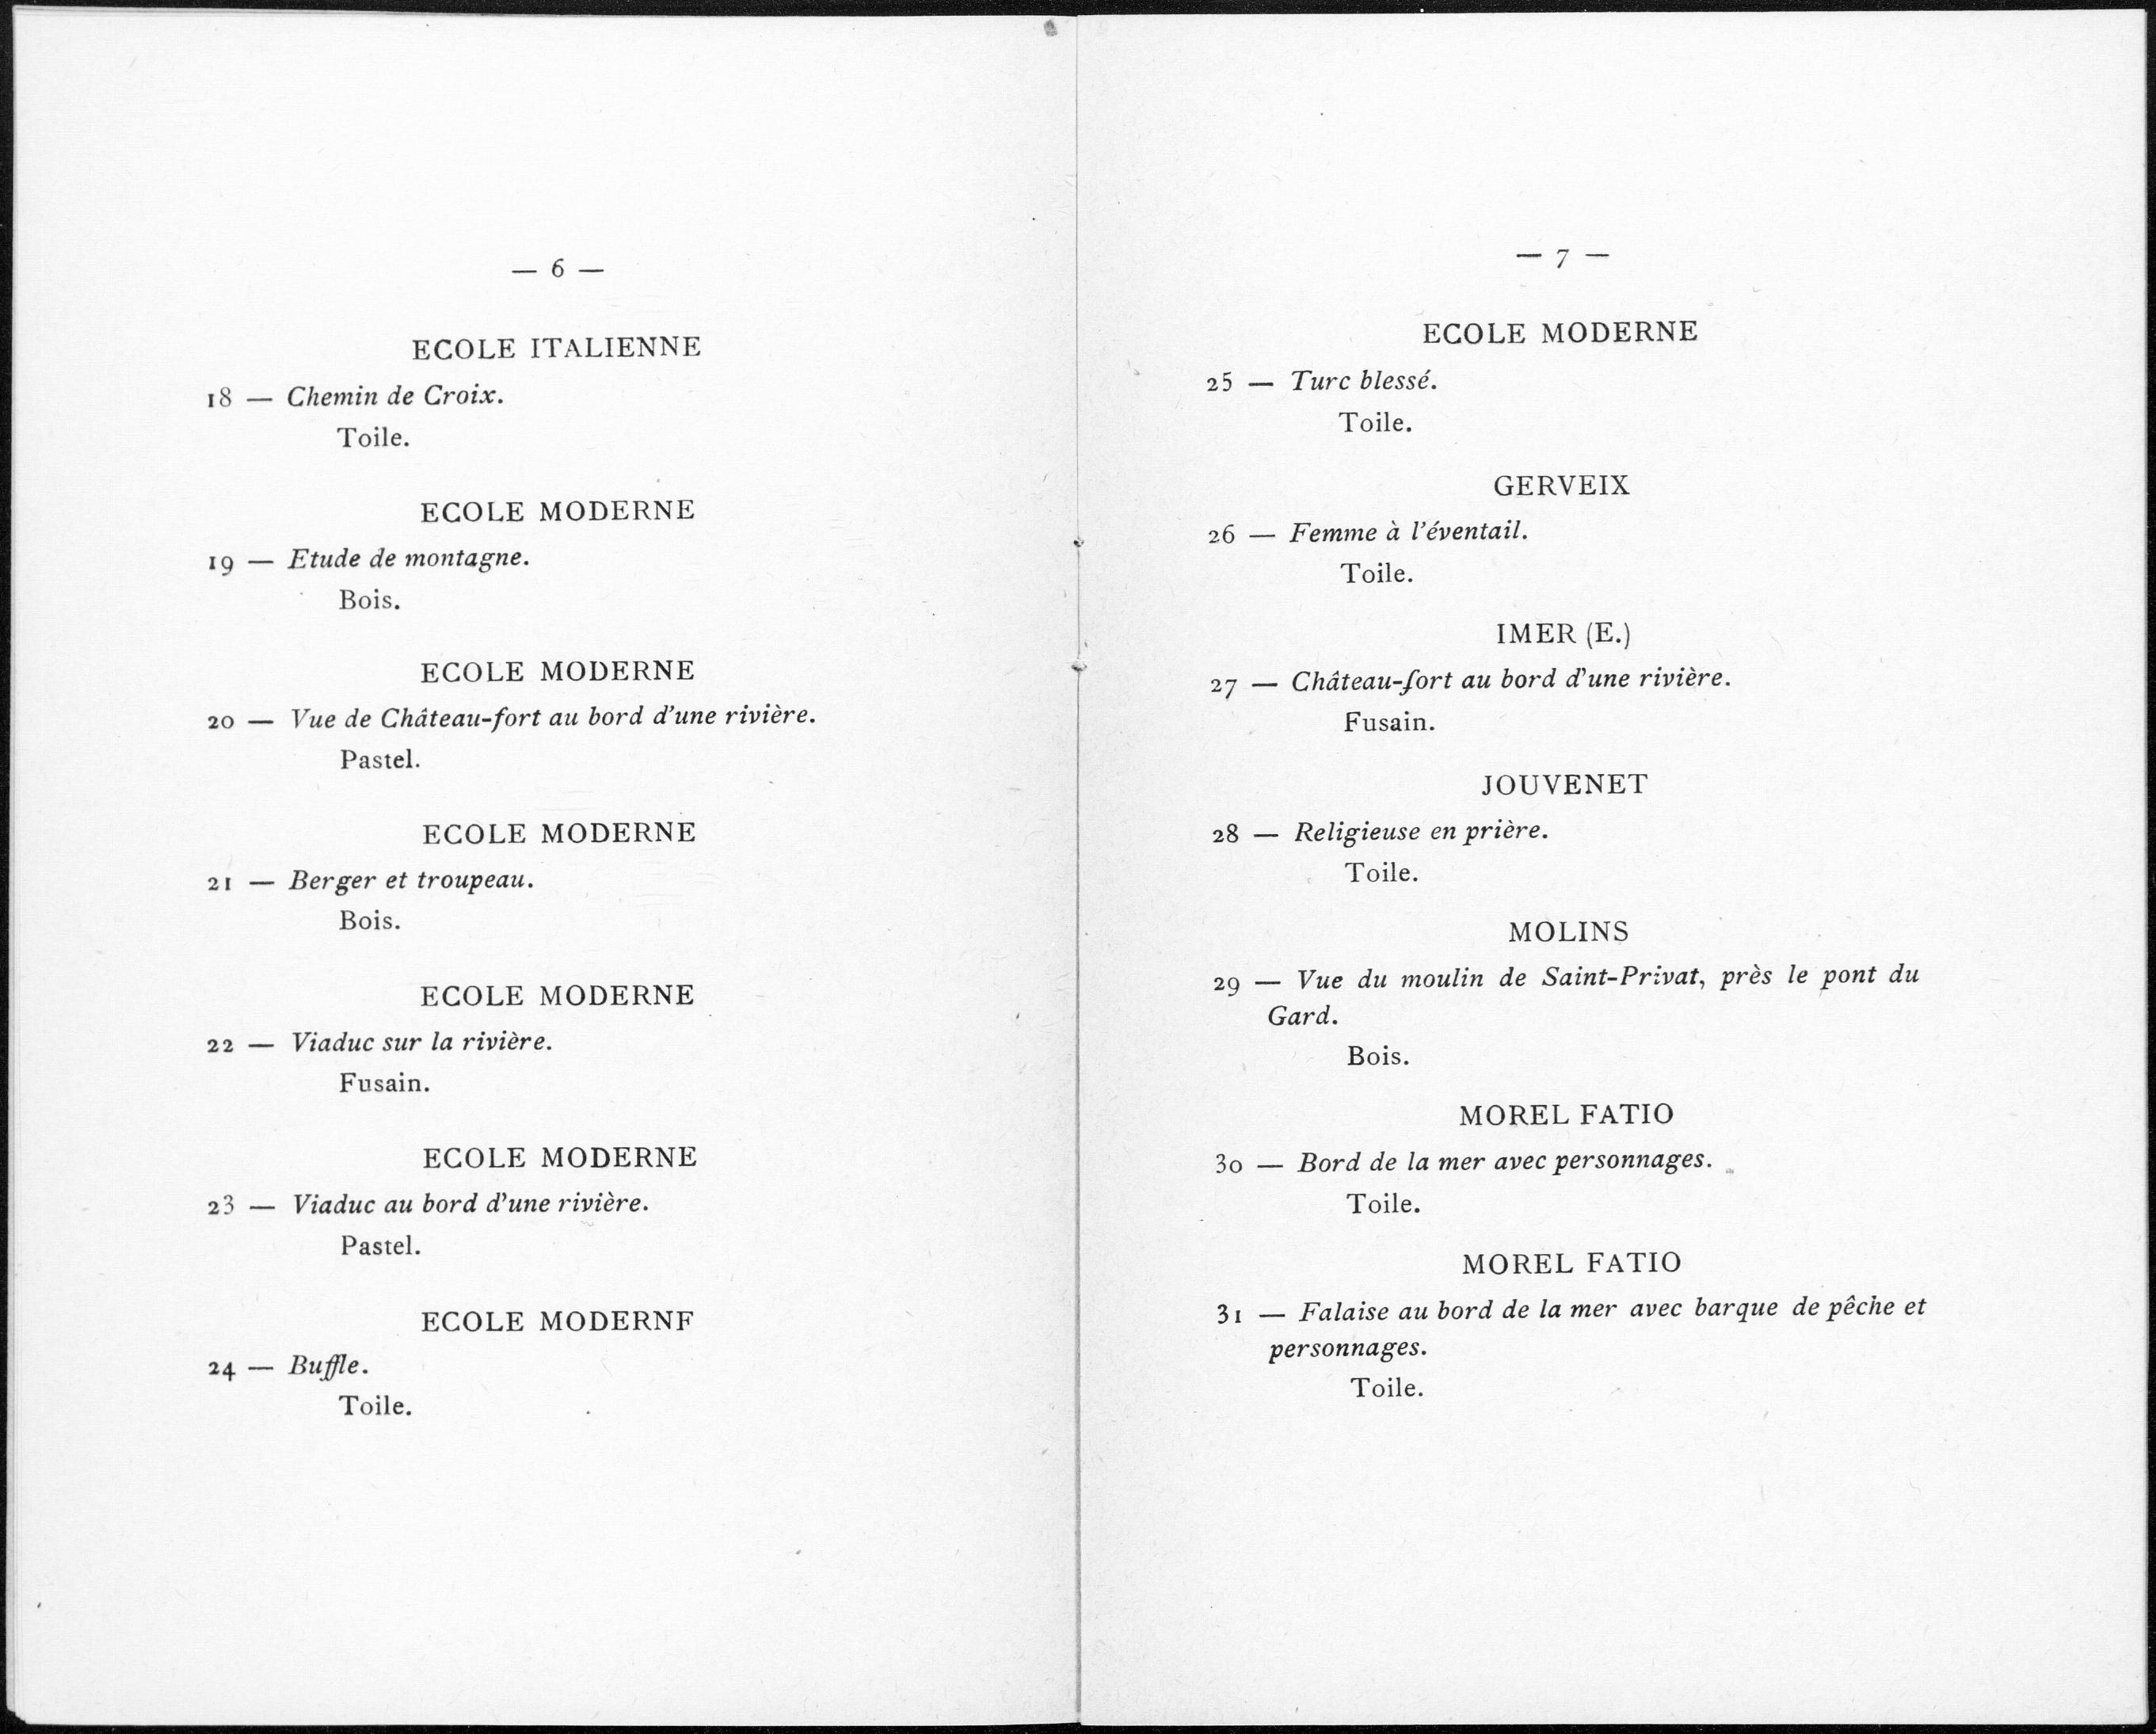 — 6 —
ECOLE ITALIENNE
18 — Chemin de Croix.
Toile.
ECOLE MODERNE
19 — Etude de montagne.
Bois.
ECOLE MODERNE
20 — Vue de Château-fort au bord d'une rivière.
Pastel.
ECOLE MODERNE
21 — Berger et troupeau.
Bois.
ECOLE MODERNE
22 — Viaduc sur la rivière.
Fusain.
ECOLE MODERNE
23 — Viaduc au bord d'une rivière.
Pastel.
ECOLE MODERNF
24 — Buffle.
Toile.
— 7 —
ECOLE MODERNE
25 — Turc blessé.
Toile.
GERVEIX
26 — Femme à l'éventail.
Toile.
IMER (E.)
27 — Château-fort au bord d'une rivière.
Fusain.
JOUVENET
28 — Religieuse en prière.
Toile.
MOLINS
29 — Vue du moulin de Saint-Privat, près le pont du
Gard.
Bois.
MOREL FATIO
30 — Bord de la mer avec personnages.
Toile.
MOREL FATIO
31 — Falaise au bord de la mer avec barque de pêche et
personnages.
Toile.